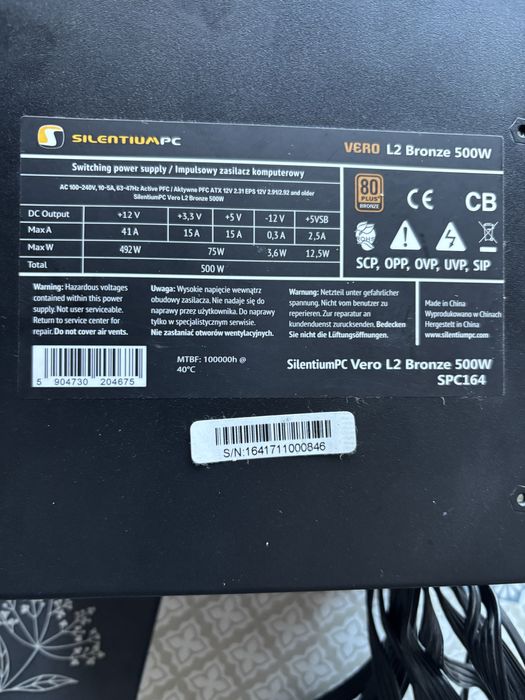 SILENTIUMPC
VERO L2 Bronze 500W
Switching power supply / Impulsowy zasilacz komputerowy
AC 100-240V, 10-5A, 63-47Hz Active PFC / Aktywne PFC ATX 12V 2.31 EPS 12V 2.91/2.92 and older
SilentiumPC Vero L2 Bronze 500W
DC Output +12 V +3,3 V +5 V -12 V +5VSB
Max A 41 A 15 A 15 A 0,3 A 2,5A
Max W 492W 75W 3,6W 12,5W
Total 500 W
80
PLUS
BRONZE
CE
CB
RoHS
SCP, OPP, OVP, UVP, SIP
Warning: Hazardous voltages
contained within this power
supply. Not user serviceable.
Return to service center for
repair. Do not cover air vents.
Uwaga: Wysokie napięcie wewnątrz
obudowy zasilacza. Nie nadaje się do
naprawy przez użytkownika. Do naprawy
tylko w specjalistycznym serwisie.
Nie zasłaniać otworów wentylacyjnych.
Warnung: Netzteil unter gefahrlicher
spannung. Nicht vom benutzer zu
reparieren. Zur reparatur an
kundendienst zurucksenden. Bedecken
Sie nicht die Luftungsöffnungen.
Made in China
Wyprodukowano w Chinach
Hergestellt in China
www.silentiumpc.com
5 904730 204675
MTBF: 100000h @
40°C
SilentiumPC Vero L2 Bronze 500W
SPC164
S/N:1641711000846